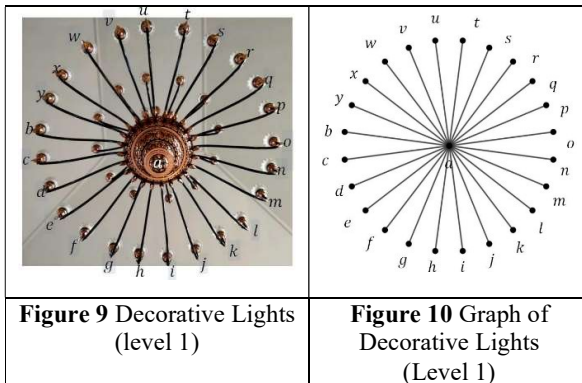 u
v t
w s
x r
y q
b p
o
c a n
d m
e l
f k
g j
h i
u t
v s
w r
x q
y p
b o
a
c n
d m
e l
f k
g h i j
Figure 9 Decorative Lights
(level 1)
Figure 10 Graph of
Decorative Lights
(Level 1)